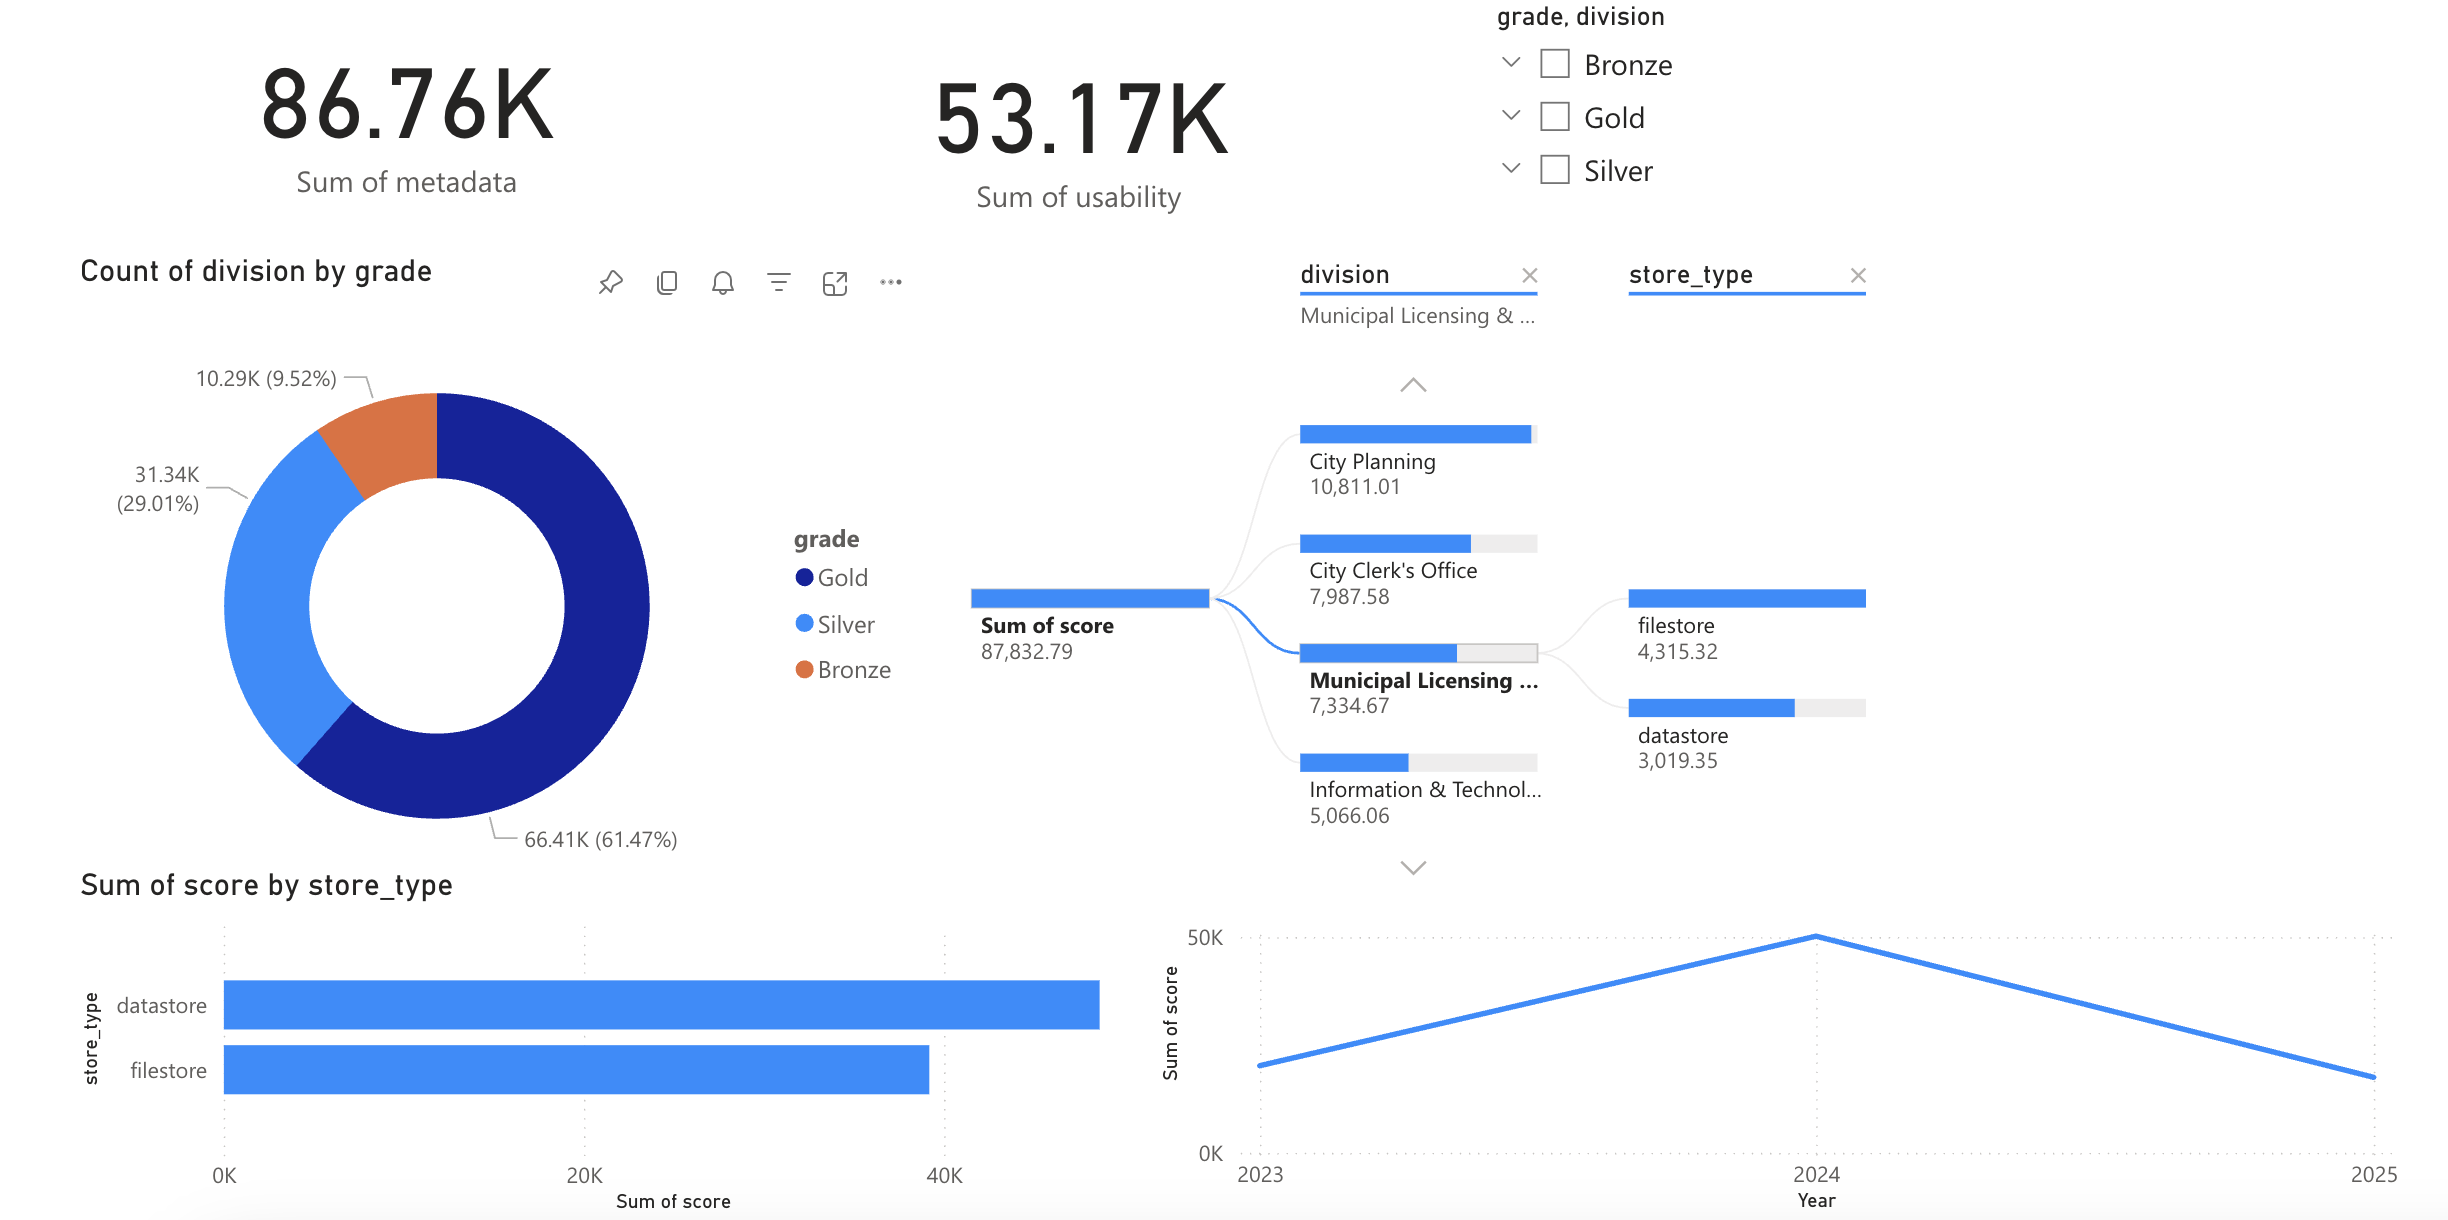 86.76K
Sum of metadata
53.17K
Sum of usability
grade, division
Bronze
Gold
Silver
Count of division by grade
10.29K (9.52%)
31.34K
(29.01%)
66.41K (61.47%)
grade
Gold
Silver
Bronze
division
Municipal Licensing & ...
store_type
Sum of score
87,832.79
City Planning
10,811.01
City Clerk's Office
7,987.58
Municipal Licensing ...
7,334.67
Information & Technol...
5,066.06
filestore
4,315.32
datastore
3,019.35
Sum of score by store_type
store_type
datastore
filestore
0K
20K
40K
Sum of score
Sum of score
50K
0K
2023
2024
2025
Year